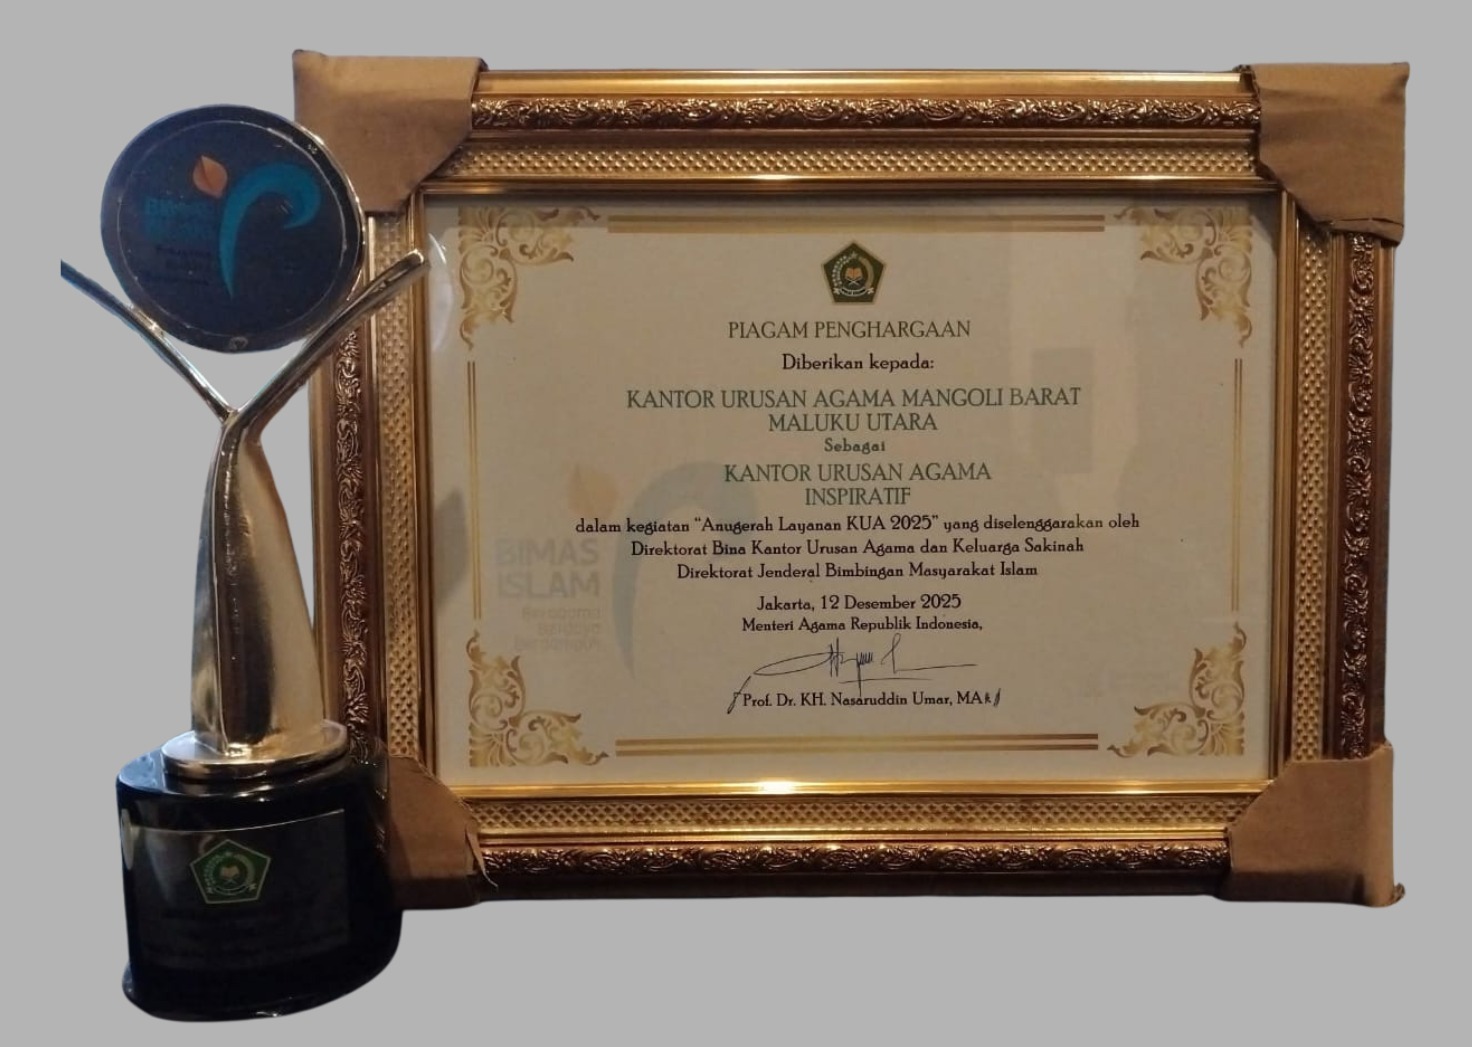 PIAGAM PENGHARGAAN
Diberikan kepada:
KANTOR URUSAN AGAMA MANGOLI BARAT
MALUKU UTARA
Sebagai
KANTOR URUSAN AGAMA
INSPIRATIF
dalam kegiatan "Anugerah Layanan KUA 2025" yang diselenggarakan oleh
Direktorat Bina Kantor Urusan Agama dan Keluarga Sakinah
Direktorat Jenderal Bimbingan Masyarakat Islam
Jakarta, 12 Desember 2025
Menteri Agama Republik Indonesia,
Prof. Dr. KH. Nasaruddin Umar, MA
BIMAS
ISLAM